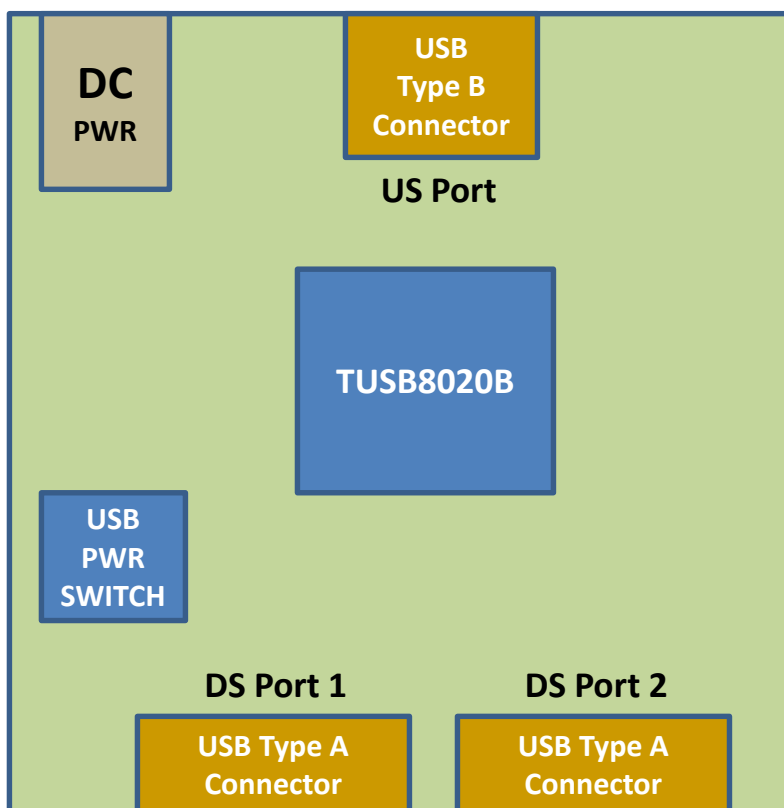 DC
PWR
USB
Type B
Connector
US Port
TUSB8020B
USB
PWR
SWITCH
DS Port 1
DS Port 2
USB Type A
Connector
USB Type A
Connector